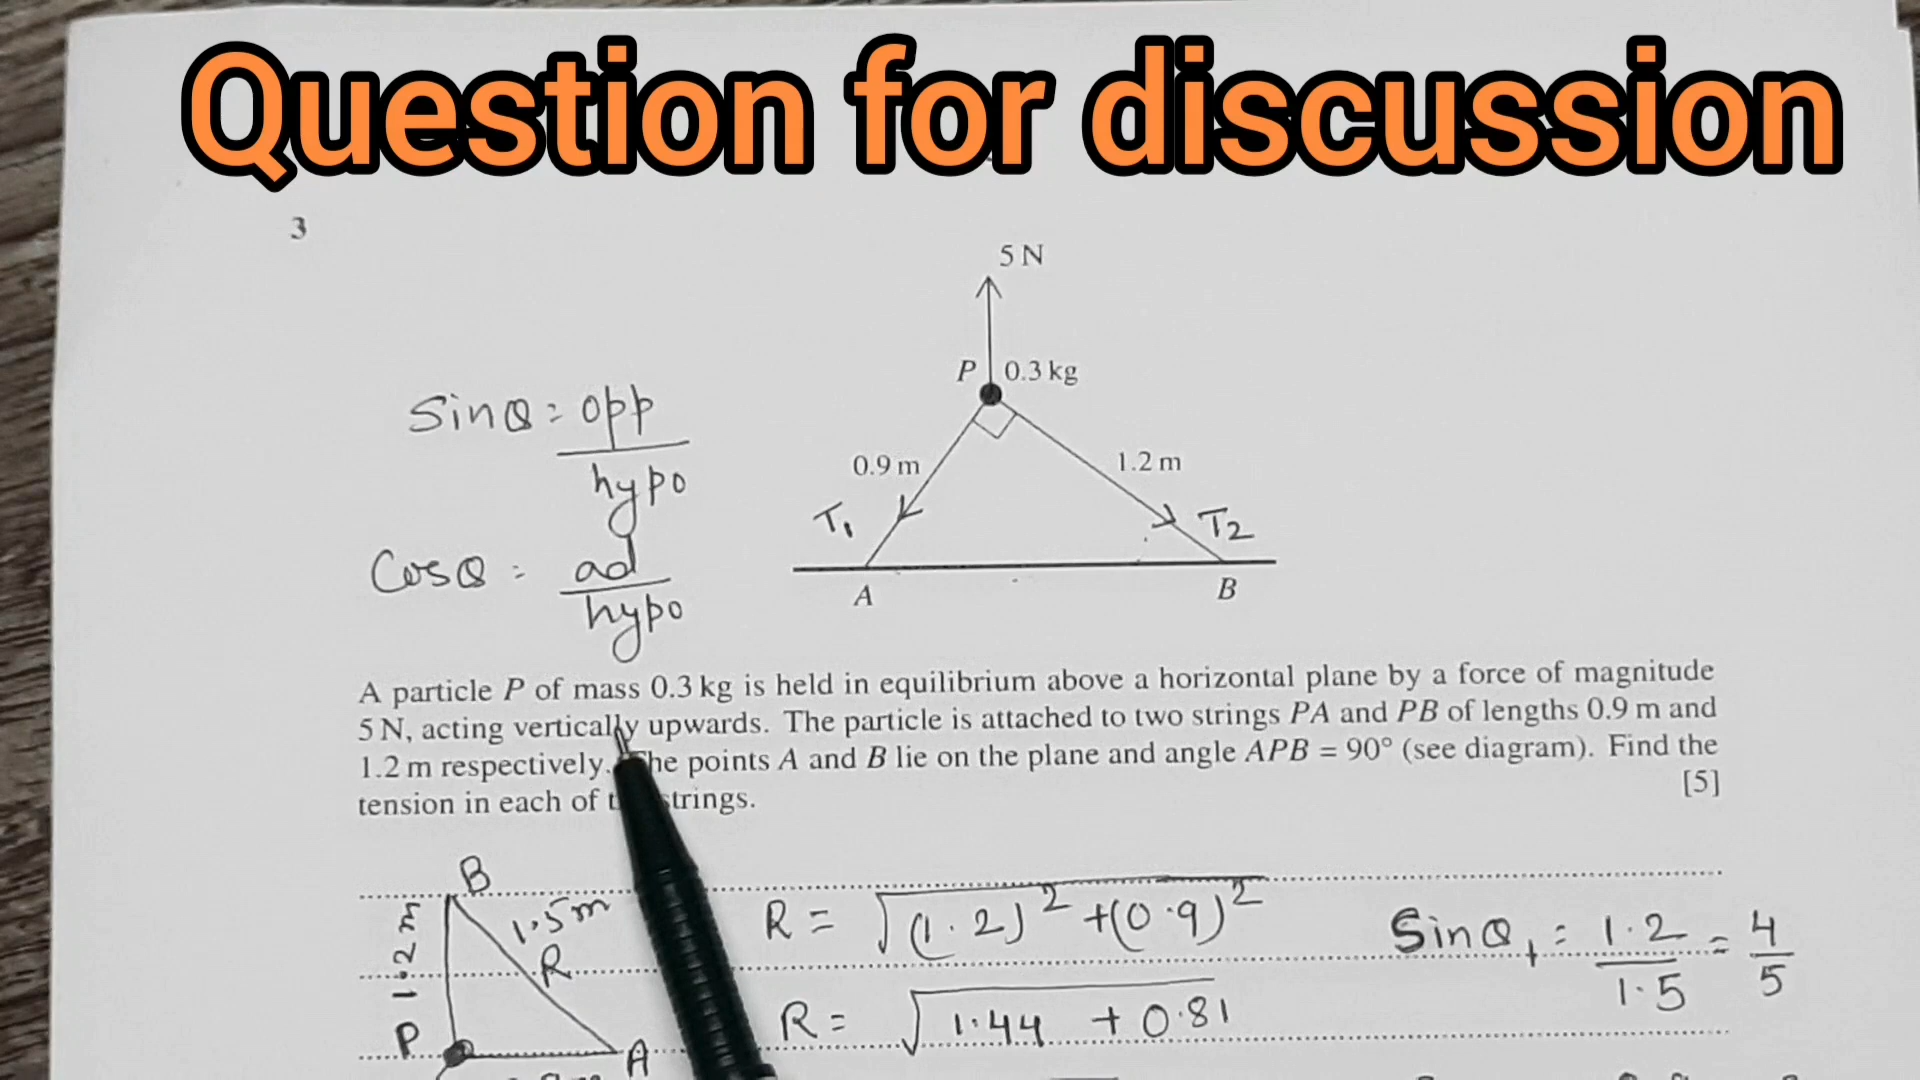 Question for discussion
3
5 N
P 0.3 kg
Sinθ = opp
hypo
0.9 m
1.2 m
T1
T2
Cosθ = ad
hypo
A
B
A particle P of mass 0.3 kg is held in equilibrium above a horizontal plane by a force of magnitude
5 N, acting vertically upwards. The particle is attached to two strings PA and PB of lengths 0.9 m and
1.2 m respectively. he points A and B lie on the plane and angle APB = 90° (see diagram). Find the
tension in each of strings.
[5]
B
1.2m
1.5m
R
P
A
R = √(1.2)² +(0.9)²
Sinθ1 = 1.2 = 4
1.5 5
R = √1.44 + 0.81